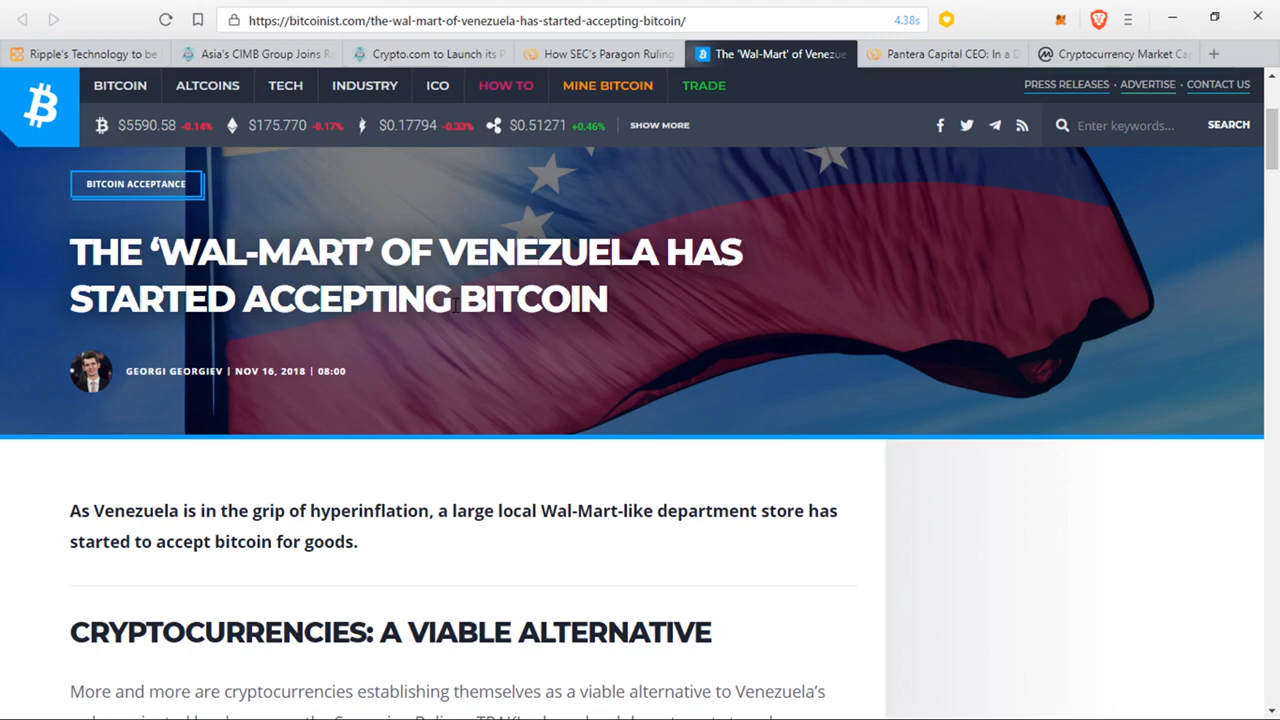 https://bitcoinist.com/the-wal-mart-of-venezuela-has-started-accepting-bitcoin/ 4.38s
Ripple's Technology to be Asia's CIMB Group Joins Ri Crypto.com to Launch its P How SEC's Paragon Ruling The 'Wal-Mart' of Venezue Pantera Capital CEO: In a D Cryptocurrency Market Ca
BITCOIN ALTCOINS TECH INDUSTRY ICO HOW TO MINE BITCOIN TRADE PRESS RELEASES · ADVERTISE · CONTACT US
$5590.58 -0.14% $175.770 -0.17% $0.17794 -0.33% $0.51271 +0.46% SHOW MORE Enter keywords... SEARCH
BITCOIN ACCEPTANCE
THE ‘WAL-MART’ OF VENEZUELA HAS
STARTED ACCEPTING BITCOIN
GEORGI GEORGIEV | NOV 16, 2018 | 08:00
As Venezuela is in the grip of hyperinflation, a large local Wal-Mart-like department store has
started to accept bitcoin for goods.
CRYPTOCURRENCIES: A VIABLE ALTERNATIVE
More and more are cryptocurrencies establishing themselves as a viable alternative to Venezuela’s